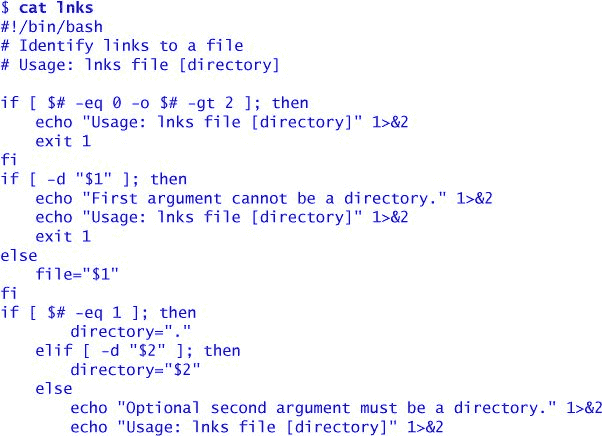 $ cat lnks
#!/bin/bash
# Identify links to a file
# Usage: lnks file [directory]

if [ $# -eq 0 -o $# -gt 2 ]; then
    echo "Usage: lnks file [directory]" 1>&2
    exit 1
fi
if [ -d "$1" ]; then
    echo "First argument cannot be a directory." 1>&2
    echo "Usage: lnks file [directory]" 1>&2
    exit 1
else
    file="$1"
fi
if [ $# -eq 1 ]; then
        directory="."
    elif [ -d "$2" ]; then
        directory="$2"
    else
        echo "Optional second argument must be a directory." 1>&2
        echo "Usage: lnks file [directory]" 1>&2